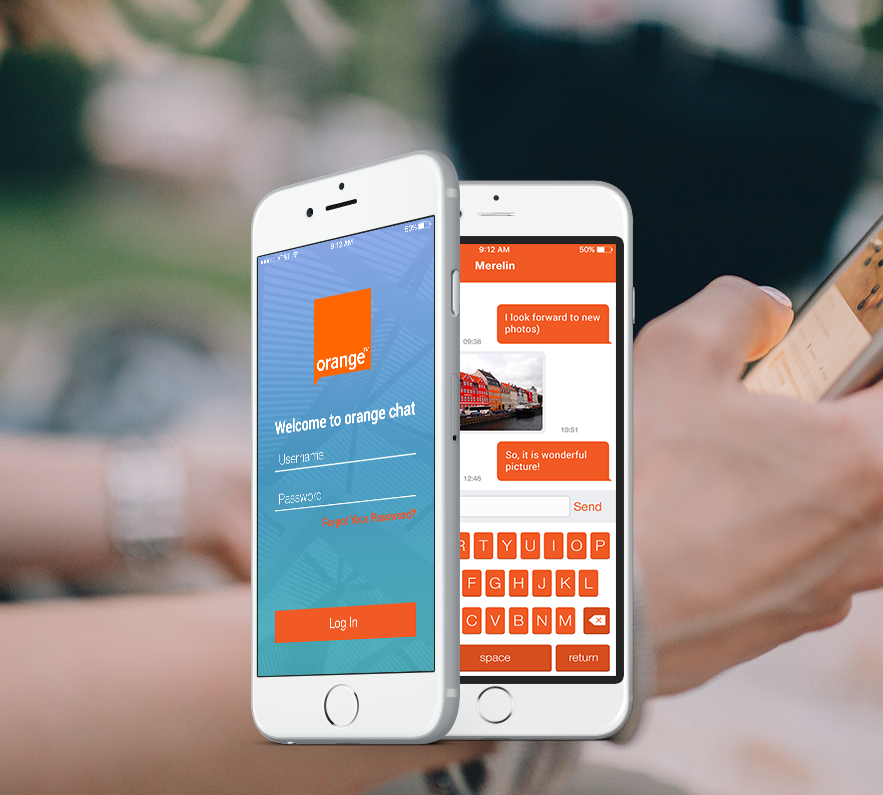 AT&T 9:12 AM 50%
orange™
Welcome to orange chat
Username
Password
Forgot Your Password?
Log In
9:12 AM 50%
Merelin
I look forward to new
photos)
09:38
10:51
So, it is wonderful
picture!
12:46
Send
R T Y U I O P
F G H J K L
C V B N M
space return